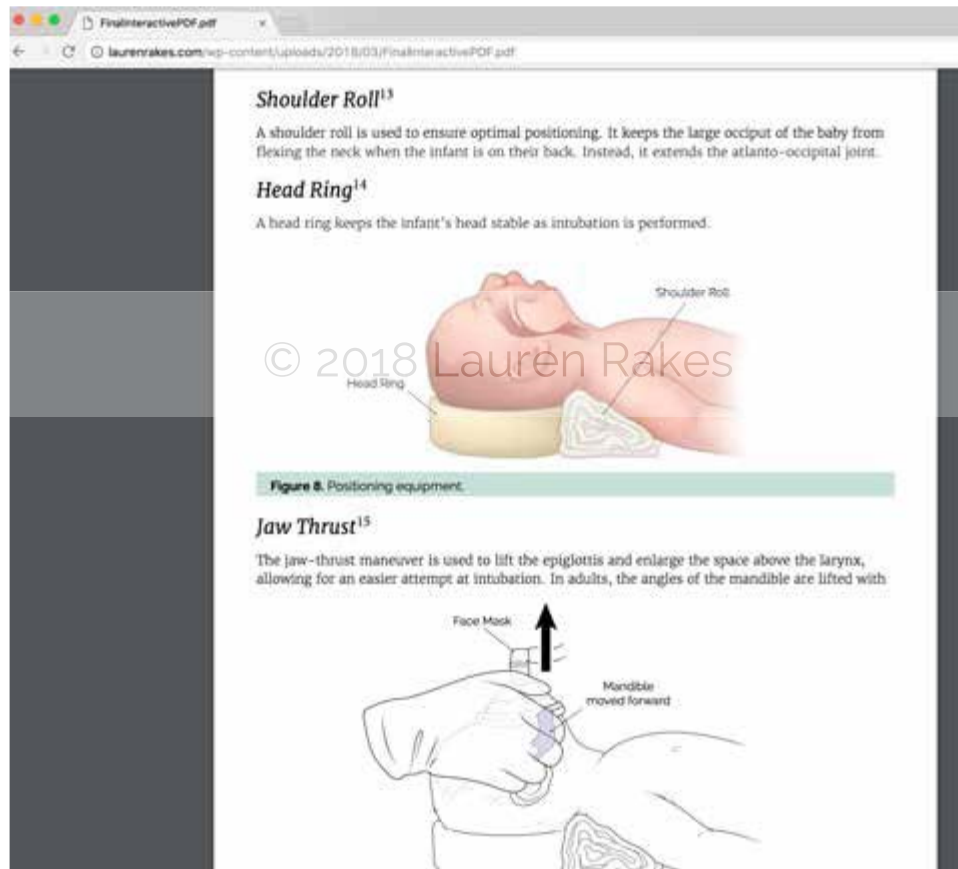 FinalInteractivePDF.pdf
laurenrakes.com/wp-content/uploads/2018/03/FinalInteractivePDF.pdf
Shoulder Roll13
A shoulder roll is used to ensure optimal positioning. It keeps the large occiput of the baby from
flexing the neck when the infant is on their back. Instead, it extends the atlanto-occipital joint.
Head Ring14
A head ring keeps the infant's head stable as intubation is performed.
Shoulder Roll
© 2018 Lauren Rakes
Head Ring
Figure 8. Positioning equipment.
Jaw Thrust15
The jaw-thrust maneuver is used to lift the epiglottis and enlarge the space above the larynx,
allowing for an easier attempt at intubation. In adults, the angles of the mandible are lifted with
Face Mask
Mandible
moved forward